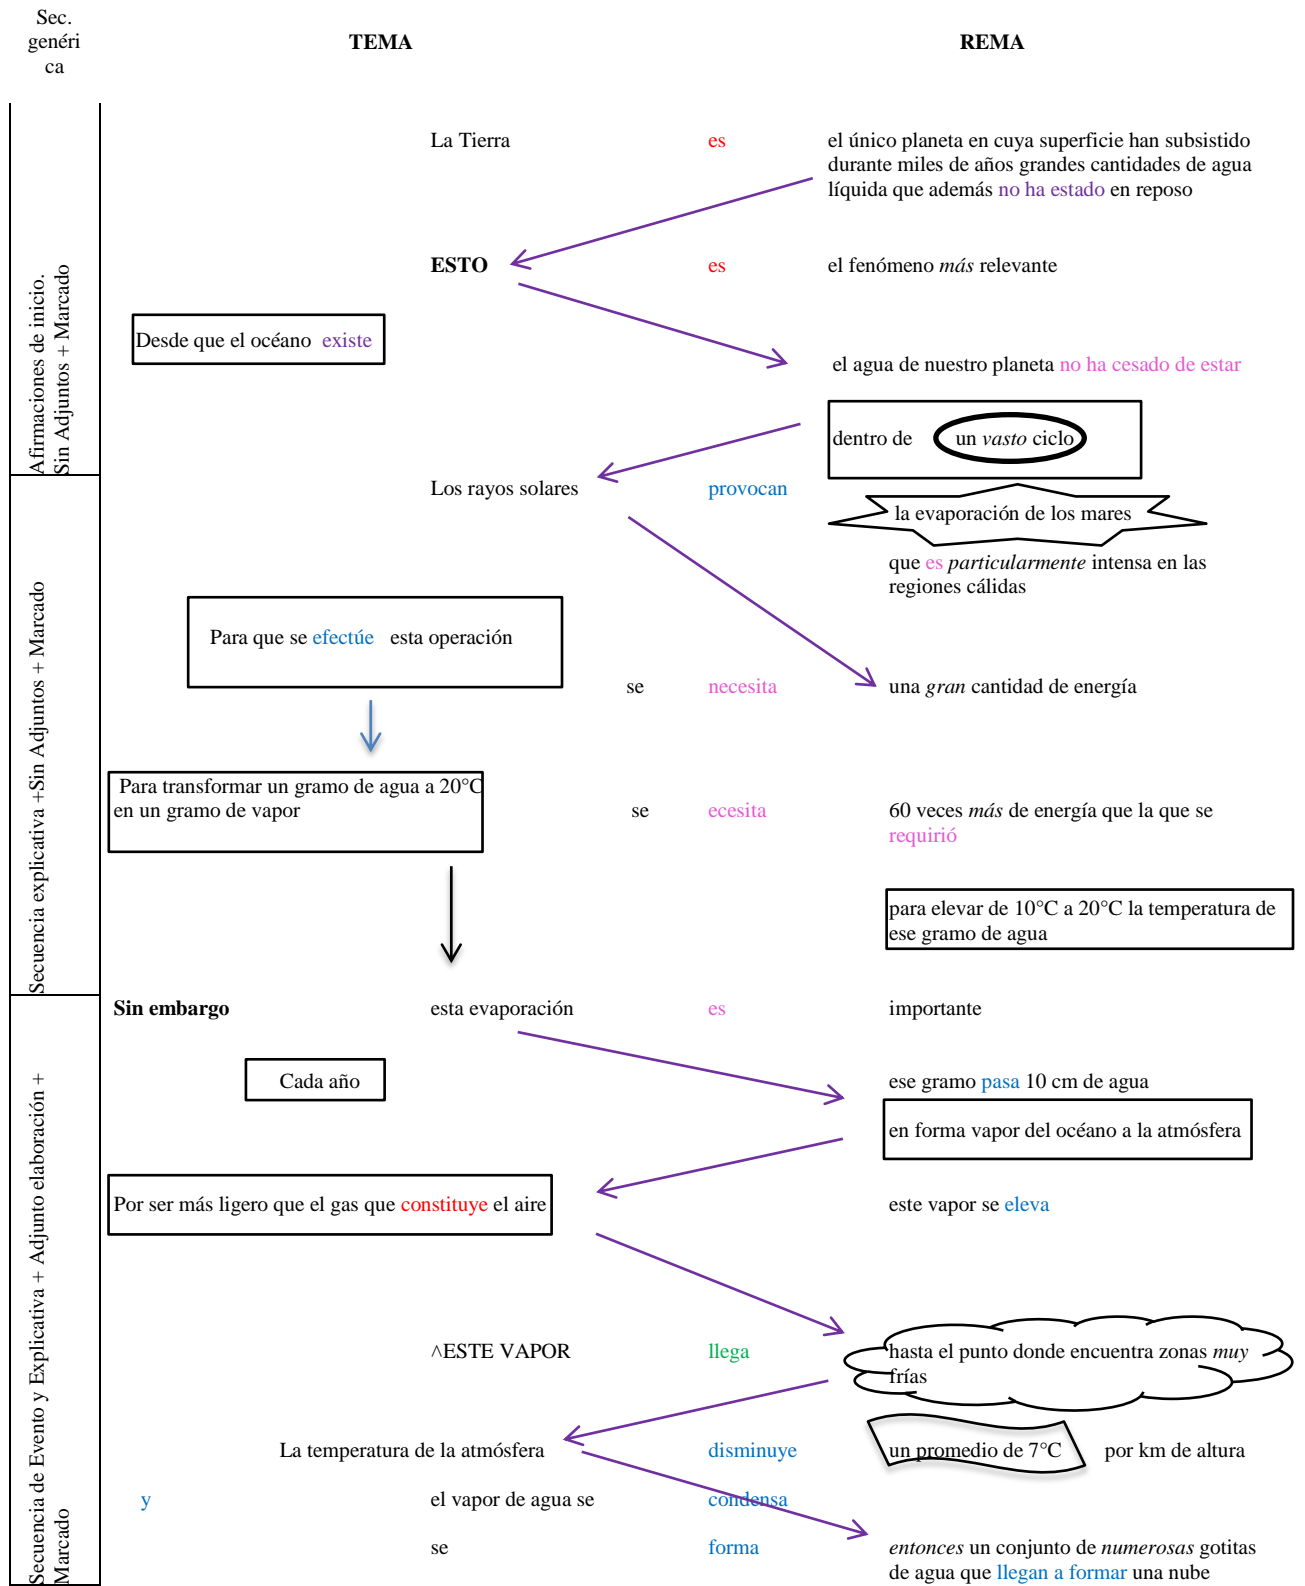 Sec.
genéri
ca
TEMA
REMA
Afirmaciones de inicio.
Sin Adjuntos + Marcado
La Tierra es el único planeta en cuya superficie han subsistido
durante miles de años grandes cantidades de agua
líquida que además no ha estado en reposo
ESTO es el fenómeno más relevante
Desde que el océano existe
el agua de nuestro planeta no ha cesado de estar
dentro de un vasto ciclo
Secuencia explicativa +Sin Adjuntos + Marcado
Los rayos solares provocan la evaporación de los mares
que es particularmente intensa en las
regiones cálidas
Para que se efectúe esta operación
se necesita una gran cantidad de energía
Para transformar un gramo de agua a 20°C
en un gramo de vapor
se ecesita 60 veces más de energía que la que se
requirió
para elevar de 10°C a 20°C la temperatura de
ese gramo de agua
Secuencia de Evento y Explicativa + Adjunto elaboración +
Marcado
Sin embargo esta evaporación es importante
Cada año ese gramo pasa 10 cm de agua
en forma vapor del océano a la atmósfera
Por ser más ligero que el gas que constituye el aire este vapor se eleva
^ESTE VAPOR llega hasta el punto donde encuentra zonas muy
frías
La temperatura de la atmósfera disminuye un promedio de 7°C por km de altura
y el vapor de agua se condensa
se forma entonces un conjunto de numerosas gotitas
de agua que llegan a formar una nube